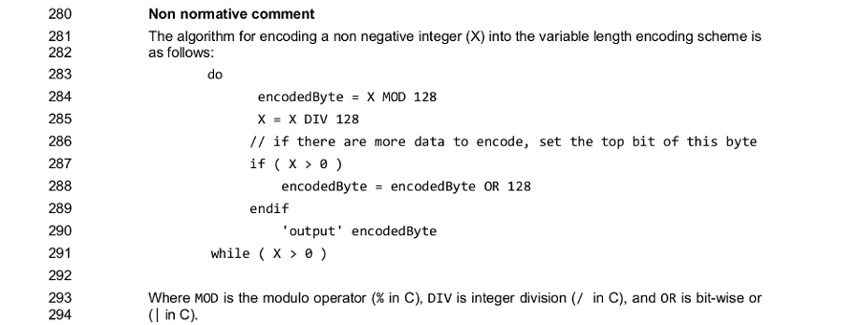 280 Non normative comment
281 The algorithm for encoding a non negative integer (X) into the variable length encoding scheme is
282 as follows:
283 do
284 encodedByte = X MOD 128
285 X = X DIV 128
286 // if there are more data to encode, set the top bit of this byte
287 if ( X > 0 )
288 encodedByte = encodedByte OR 128
289 endif
290 'output' encodedByte
291 while ( X > 0 )
292
293 Where MOD is the modulo operator (% in C), DIV is integer division (/ in C), and OR is bit-wise or
294 (| in C).